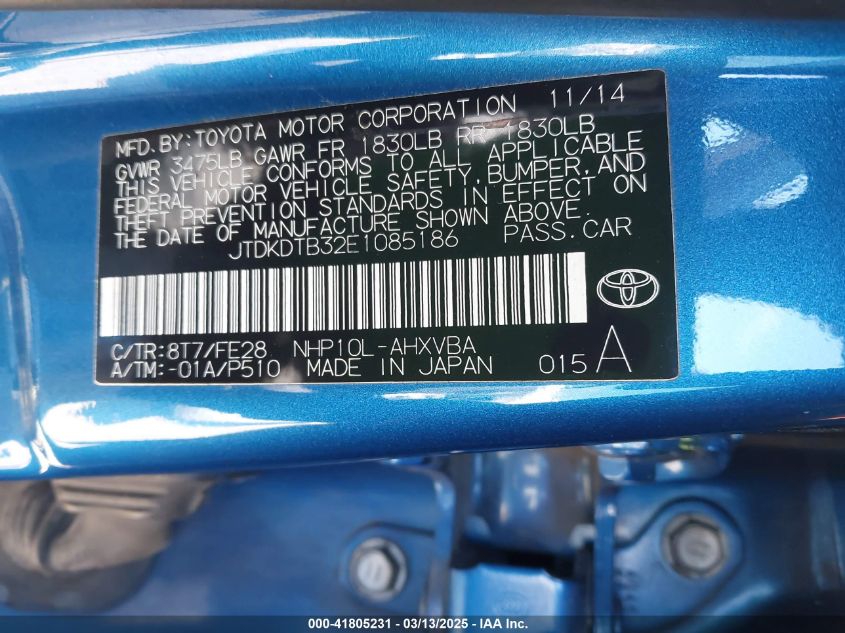 MFD. BY: TOYOTA MOTOR CORPORATION 11/14
GVWR 3475LB GAWR FR 1830LB RR 1830LB
THIS VEHICLE CONFORMS TO ALL APPLICABLE
FEDERAL MOTOR VEHICLE SAFETY, BUMPER, AND
THEFT PREVENTION STANDARDS IN EFFECT ON
THE DATE OF MANUFACTURE SHOWN ABOVE.
JTDKDTB32E1085186 PASS. CAR
C/TR: 8T7/FE28 NHP10L-AHXVBA
A/TM: -01A/P510 MADE IN JAPAN 015 A
000-41805231 - 03/13/2025 - IAA Inc.